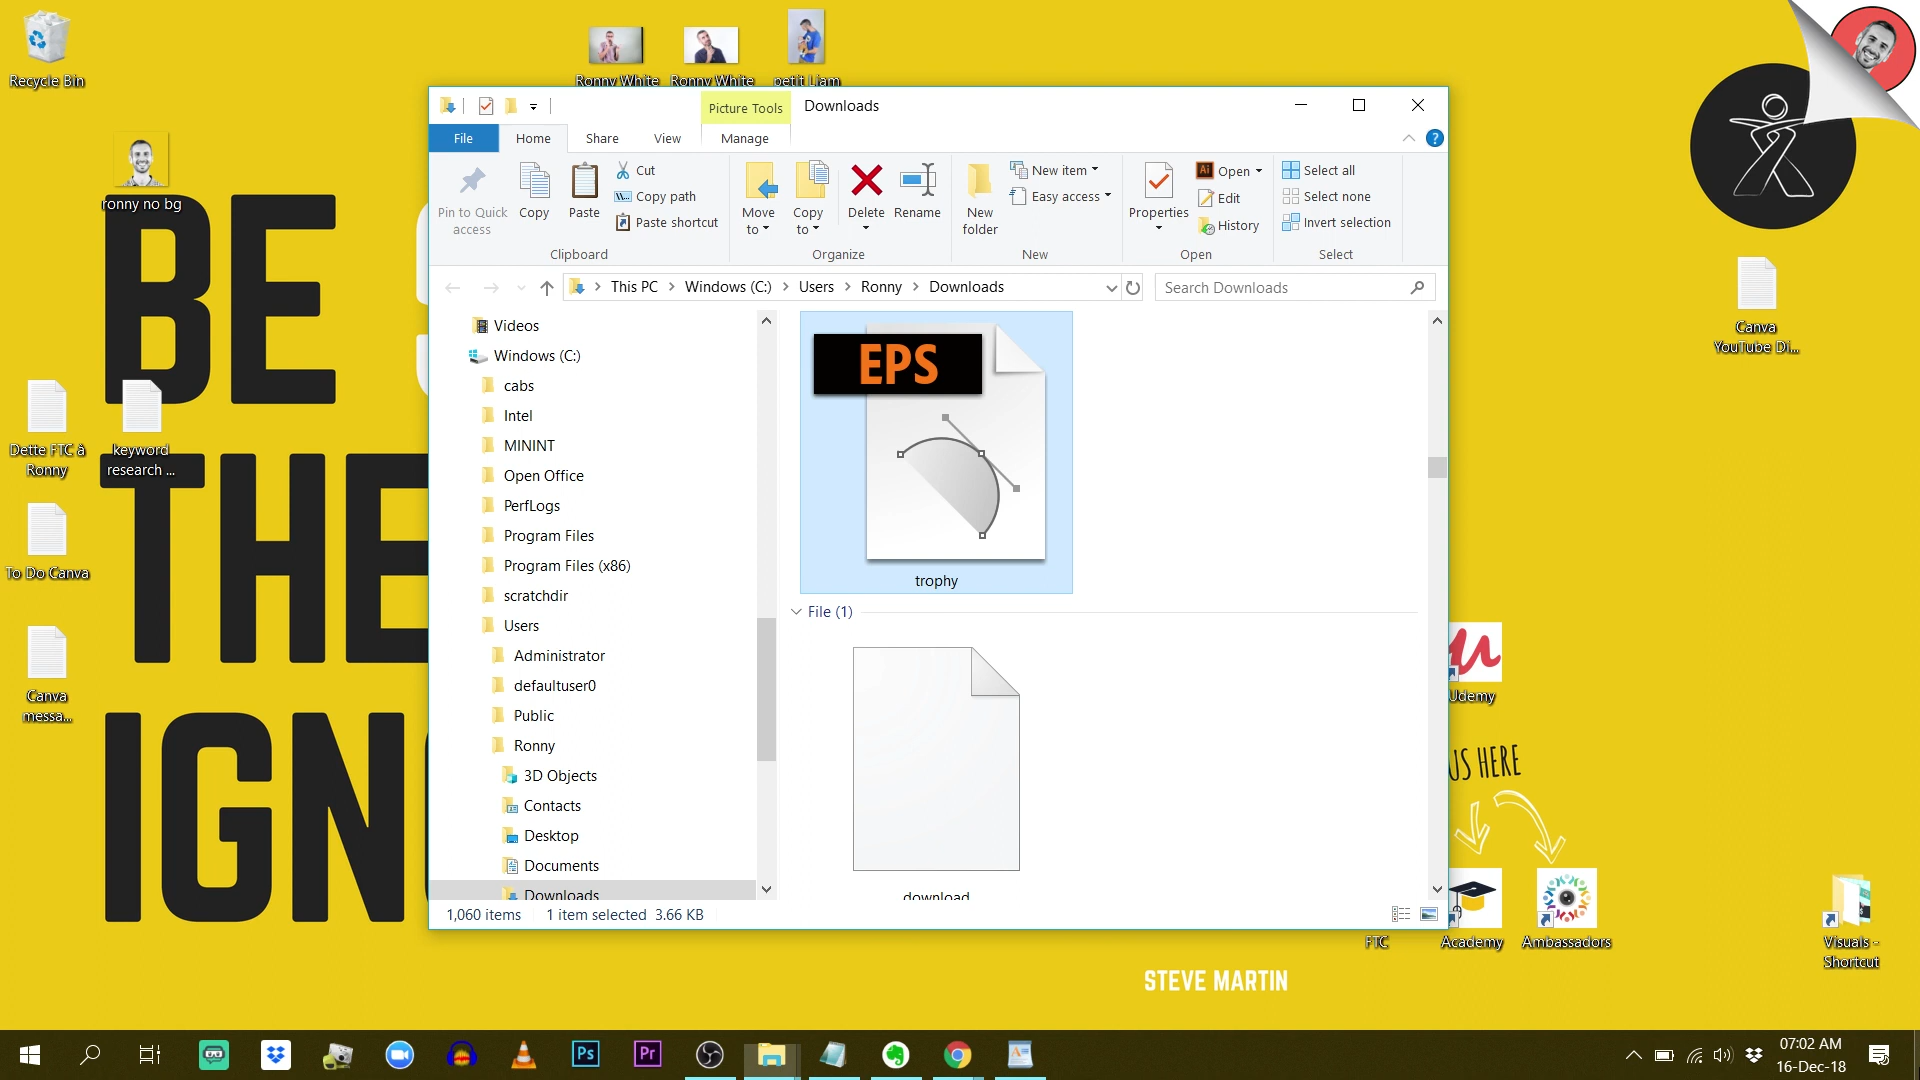 Recycle Bin
Ronny White
Ronny White
petit Liam
ronny no bg
BE
THE
IGN
Dette FTC à
Ronny
keyword
research ...
To Do Canva
Canva
messa...
Picture Tools
Downloads
File
Home
Share
View
Manage
Pin to Quick
access
Copy
Paste
Cut
Copy path
Paste shortcut
Clipboard
Move
to
Copy
to
Delete
Rename
Organize
New
folder
New item
Easy access
New
Properties
Open
Edit
History
Open
Select all
Select none
Invert selection
Select
This PC
Windows (C:)
Users
Ronny
Downloads
Search Downloads
Videos
Windows (C:)
cabs
Intel
MININT
Open Office
PerfLogs
Program Files
Program Files (x86)
scratchdir
Users
Administrator
defaultuser0
Public
Ronny
3D Objects
Contacts
Desktop
Documents
Downloads
EPS
trophy
File (1)
download
1,060 items
1 item selected 3.66 KB
Canva
YouTube Di...
Udemy
US HERE
FTC
Academy
Ambassadors
Visuals -
Shortcut
STEVE MARTIN
Ps
Pr
07:02 AM
16-Dec-18